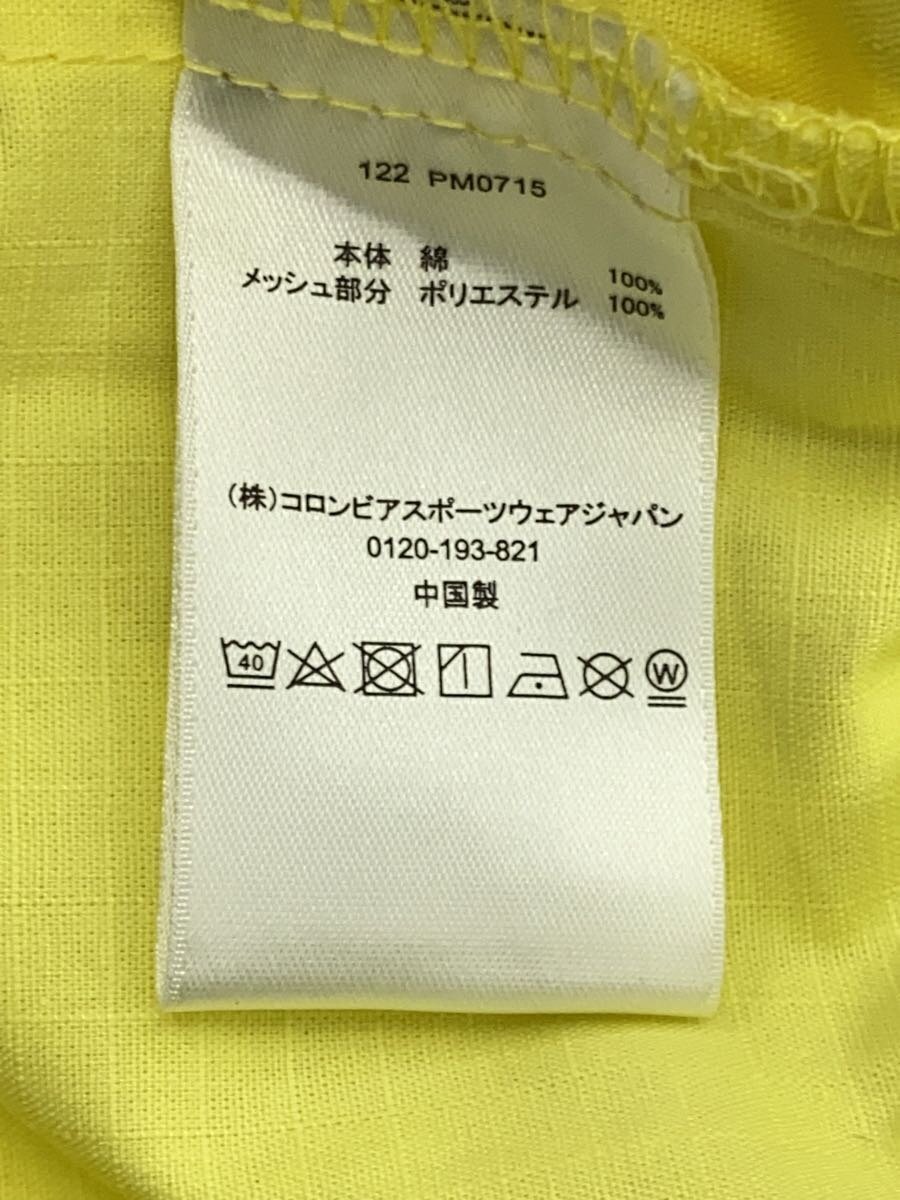 122 PM0715
本体 綿 100%
メッシュ部分 ポリエステル 100%
(株)コロンビアスポーツウェアジャパン
0120-193-821
中国製
40
W